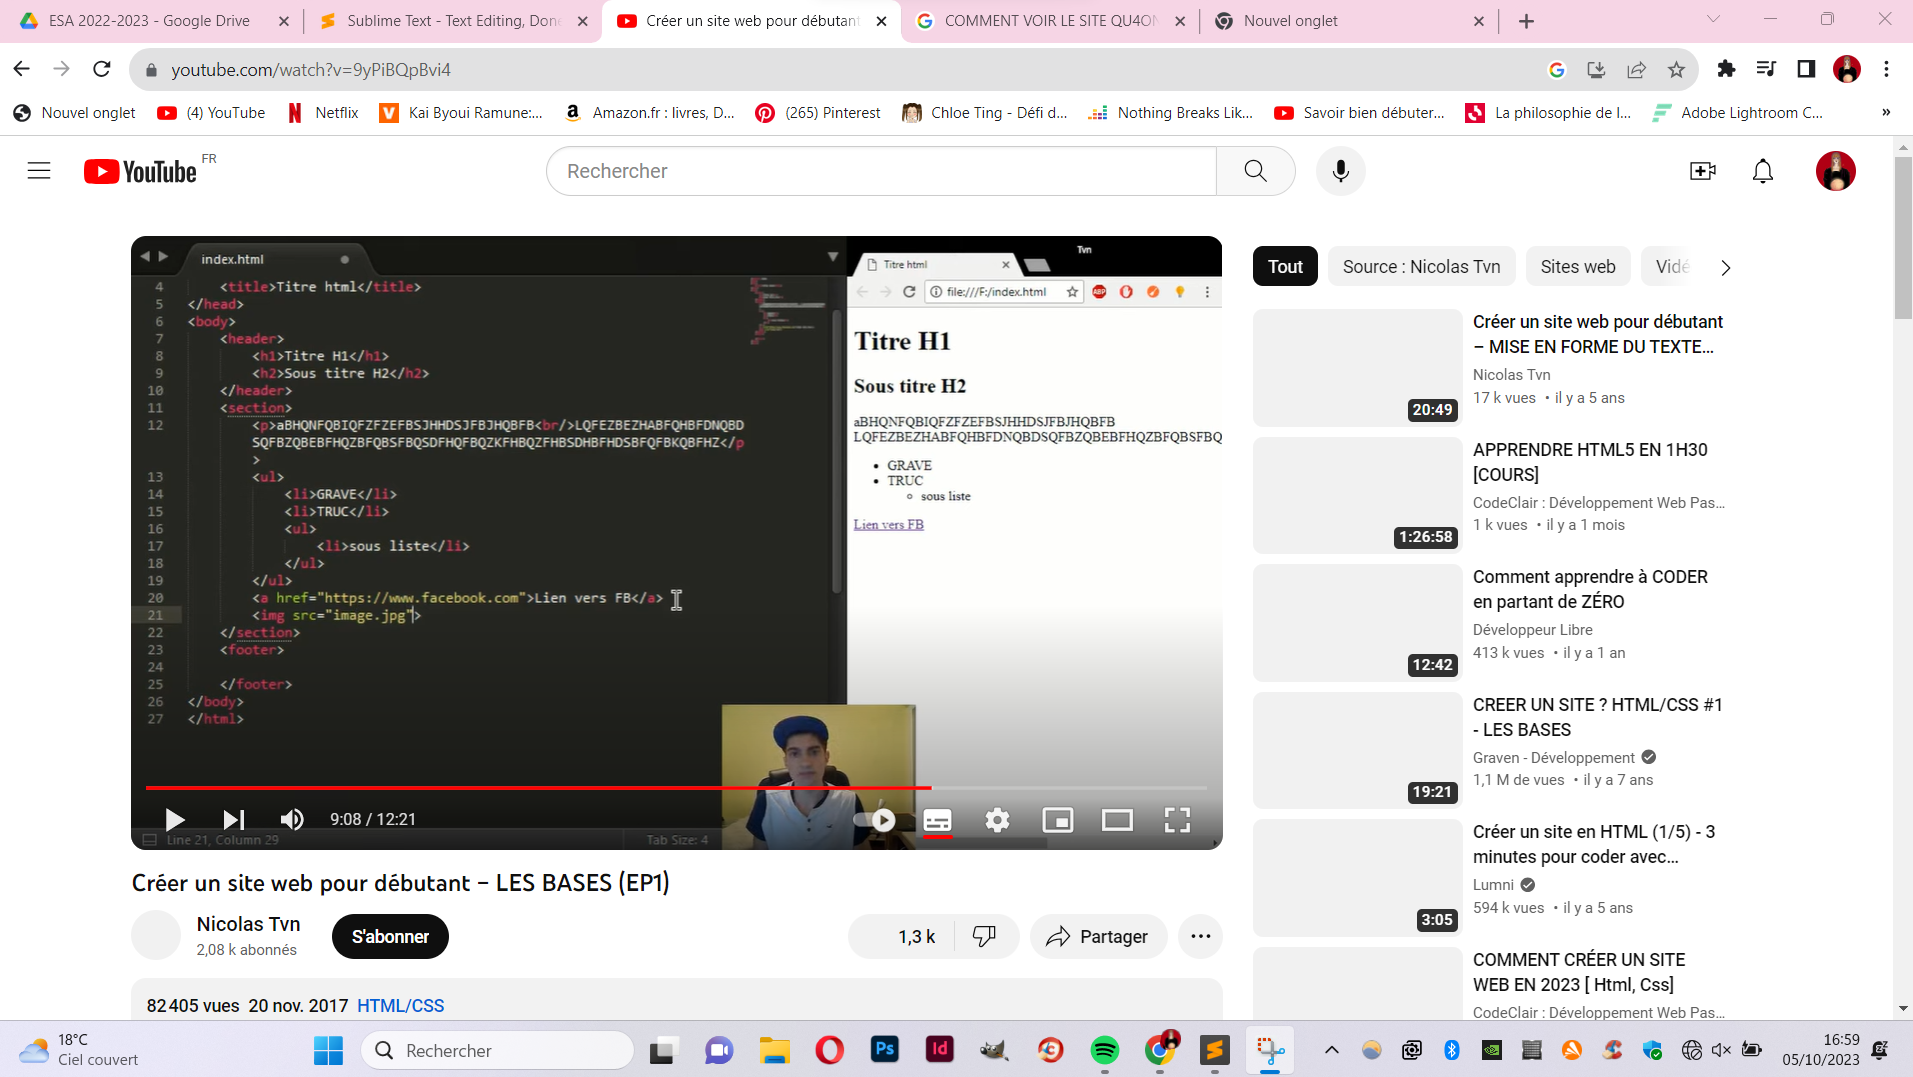 ESA 2022-2023 - Google Drive
Sublime Text - Text Editing, Done
Créer un site web pour débutant
COMMENT VOIR LE SITE QU4ON
Nouvel onglet
youtube.com/watch?v=9yPiBQpBvi4
Nouvel onglet
(4) YouTube
Netflix
Kai Byoui Ramune:...
Amazon.fr : livres, D...
(265) Pinterest
Chloe Ting - Défi d...
Nothing Breaks Lik...
Savoir bien débuter...
La philosophie de l...
Adobe Lightroom C...
»
YouTube FR
Rechercher
index.html
4 <title>Titre html</title>
5 </head>
6 <body>
7 <header>
8 <h1>Titre H1</h1>
9 <h2>Sous titre H2</h2>
10 </header>
11 <section>
12 <p>aBHQNFQBIQFZFZEFBSJHHDSJFBJHQBFB<br/>LQFEZBEZHABFQHBFDNQBD
SQFBZQBEBFHQZBFQBSFBQSDFHQFBQZKFHBQZFHBSDHBFHDSBFQFBKQBFHZ</p
>
13 <ul>
14 <li>GRAVE</li>
15 <li>TRUC</li>
16 <ul>
17 <li>sous liste</li>
18 </ul>
19 </ul>
20 <a href="https://www.facebook.com">Lien vers FB</a>
21 <img src="image.jpg">
22 </section>
23 <footer>
24
25 </footer>
26 </body>
27 </html>
Line 21, Column 29
Tab Size: 4
Tvn
Titre html
file:///F:/index.html
ABP
Titre H1
Sous titre H2
aBHQNFQBIQFZFZEFBSJHHDSJFBJHQBFB
LQFEZBEZHABFQHBFDNQBDSQFBZQBEBFHQZBFQBSFBQ
GRAVE
TRUC
sous liste
Lien vers FB
9:08 / 12:21
Créer un site web pour débutant – LES BASES (EP1)
Nicolas Tvn
2,08 k abonnés
S'abonner
1,3 k
Partager
82 405 vues 20 nov. 2017 HTML/CSS
Tout
Source : Nicolas Tvn
Sites web
Vidé
20:49
Créer un site web pour débutant
– MISE EN FORME DU TEXTE...
Nicolas Tvn
17 k vues • il y a 5 ans
1:26:58
APPRENDRE HTML5 EN 1H30
[COURS]
CodeClair : Développement Web Pas...
1 k vues • il y a 1 mois
12:42
Comment apprendre à CODER
en partant de ZÉRO
Développeur Libre
413 k vues • il y a 1 an
19:21
CREER UN SITE ? HTML/CSS #1
- LES BASES
Graven - Développement
1,1 M de vues • il y a 7 ans
3:05
Créer un site en HTML (1/5) - 3
minutes pour coder avec...
Lumni
594 k vues • il y a 5 ans
COMMENT CRÉER UN SITE
WEB EN 2023 [ Html, Css]
CodeClair : Développement Web Pas...
18°C
Ciel couvert
Rechercher
Ps
Id
16:59
05/10/2023